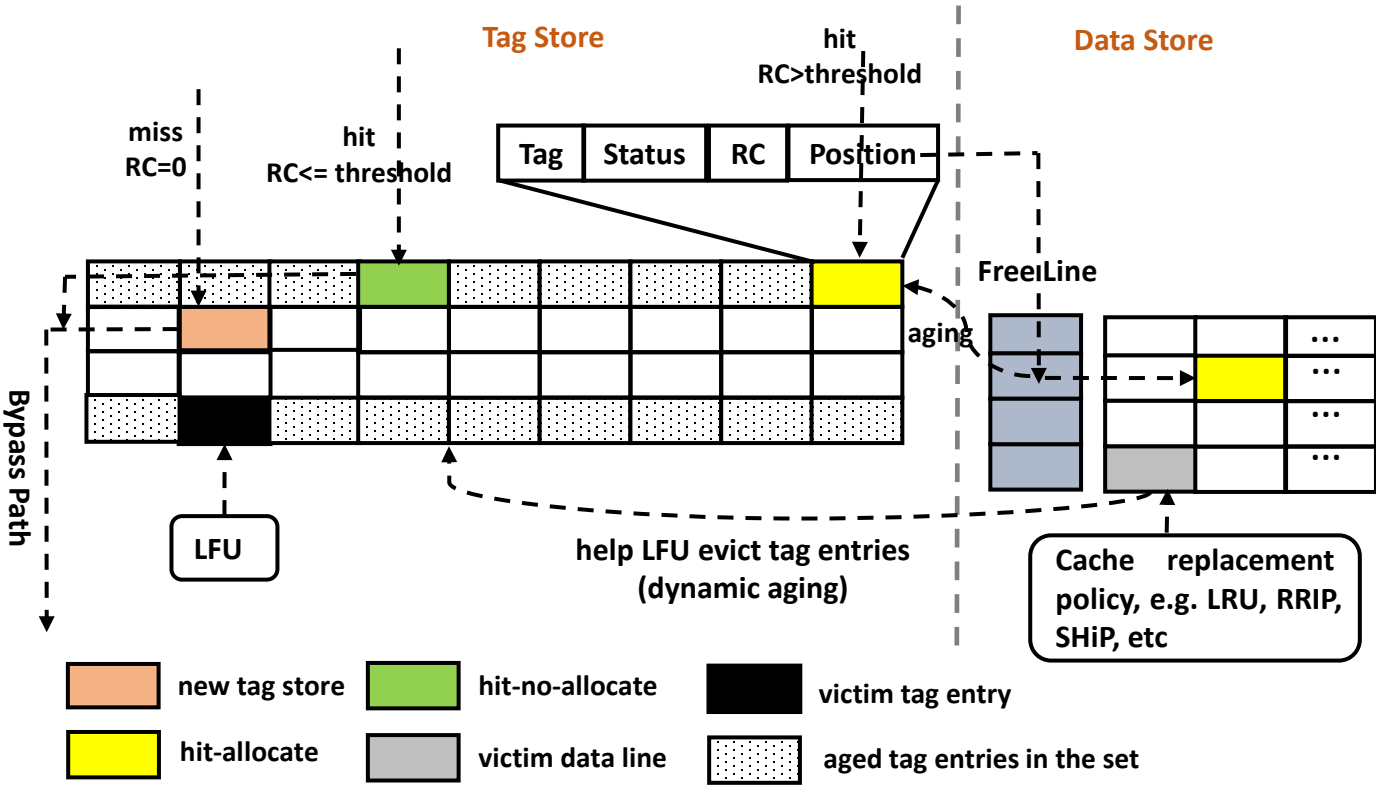 Tag Store
Data Store
hit
RC>threshold
miss
RC=0
hit
RC<= threshold
Tag
Status
RC
Position
Free Line
aging
Bypass Path
LFU
help LFU evict tag entries
(dynamic aging)
...
...
...
...
Cache replacement
policy, e.g. LRU, RRIP,
SHiP, etc
new tag store
hit-no-allocate
victim tag entry
hit-allocate
victim data line
aged tag entries in the set